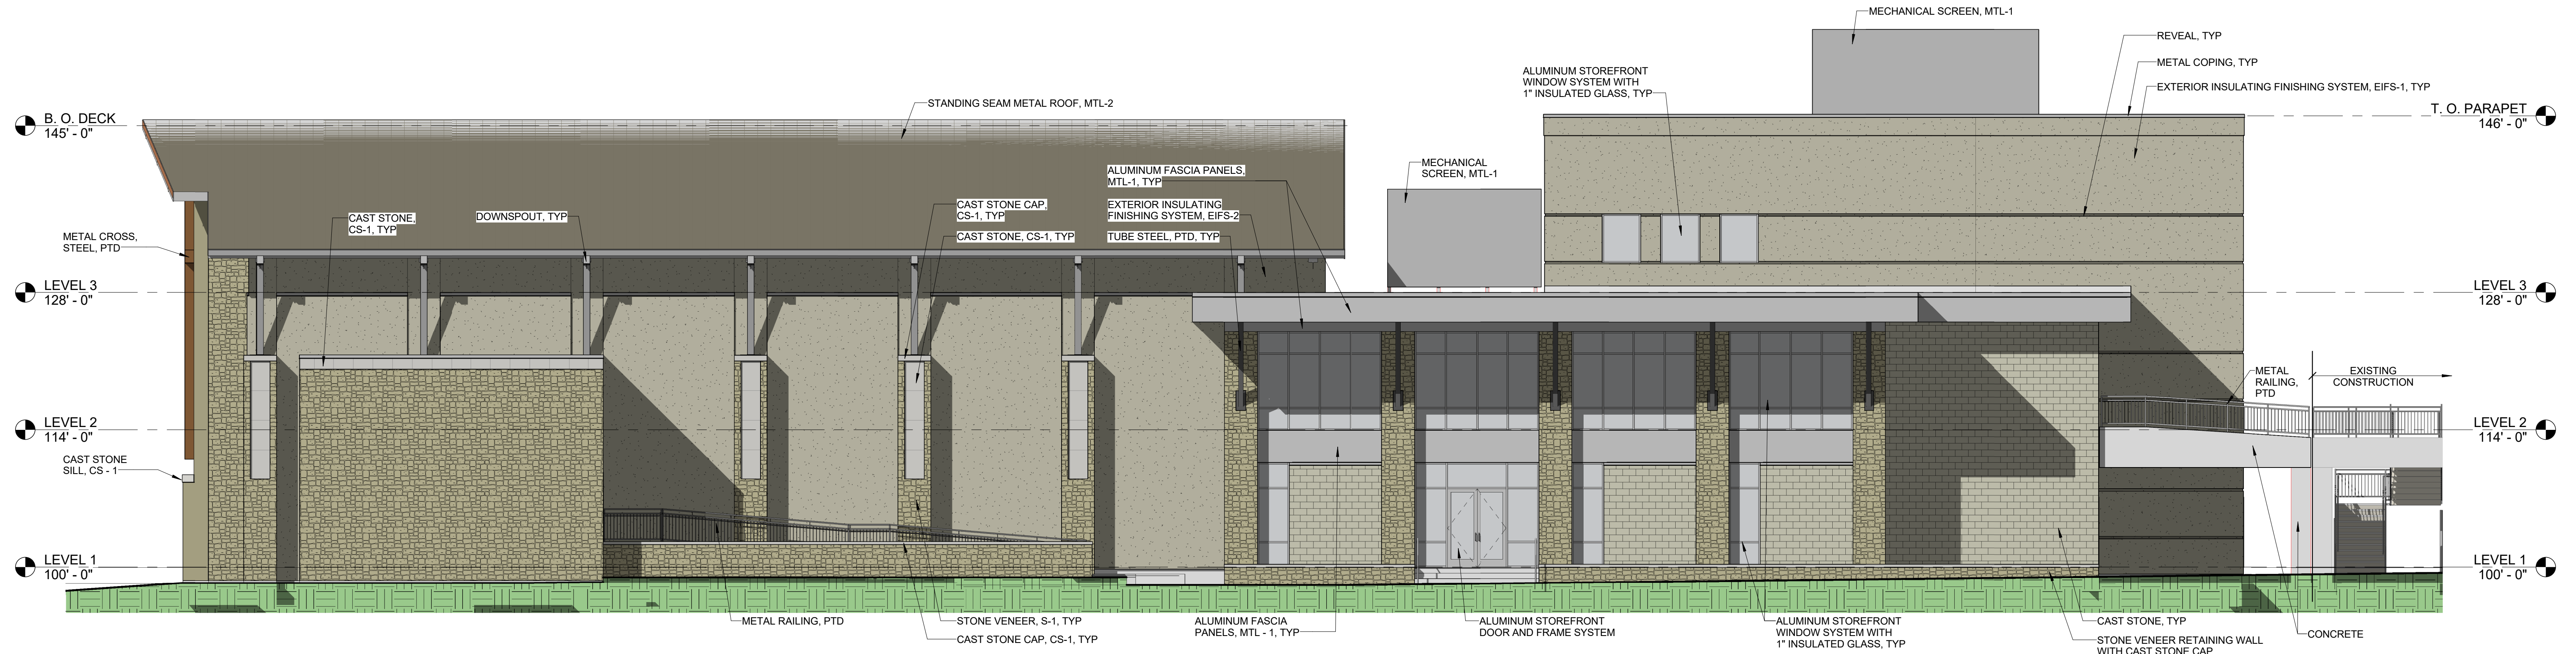 MECHANICAL SCREEN, MTL-1
REVEAL, TYP
METAL COPING, TYP
EXTERIOR INSULATING FINISHING SYSTEM, EIFS-1, TYP
ALUMINUM STOREFRONT
WINDOW SYSTEM WITH
1" INSULATED GLASS, TYP
STANDING SEAM METAL ROOF, MTL-2
B. O. DECK
145' - 0"
T. O. PARAPET
146' - 0"
MECHANICAL
SCREEN, MTL-1
ALUMINUM FASCIA PANELS,
MTL-1, TYP
EXTERIOR INSULATING
FINISHING SYSTEM, EIFS-2
TUBE STEEL, PTD, TYP
CAST STONE CAP,
CS-1, TYP
CAST STONE, CS-1, TYP
DOWNSPOUT, TYP
CAST STONE,
CS-1, TYP
METAL CROSS,
STEEL, PTD
LEVEL 3
128' - 0"
LEVEL 3
128' - 0"
METAL
RAILING,
PTD
EXISTING
CONSTRUCTION
LEVEL 2
114' - 0"
LEVEL 2
114' - 0"
CAST STONE
SILL, CS - 1
LEVEL 1
100' - 0"
LEVEL 1
100' - 0"
METAL RAILING, PTD
STONE VENEER, S-1, TYP
CAST STONE CAP, CS-1, TYP
ALUMINUM FASCIA
PANELS, MTL - 1, TYP
ALUMINUM STOREFRONT
DOOR AND FRAME SYSTEM
ALUMINUM STOREFRONT
WINDOW SYSTEM WITH
1" INSULATED GLASS, TYP
CAST STONE, TYP
STONE VENEER RETAINING WALL
WITH CAST STONE CAP
CONCRETE